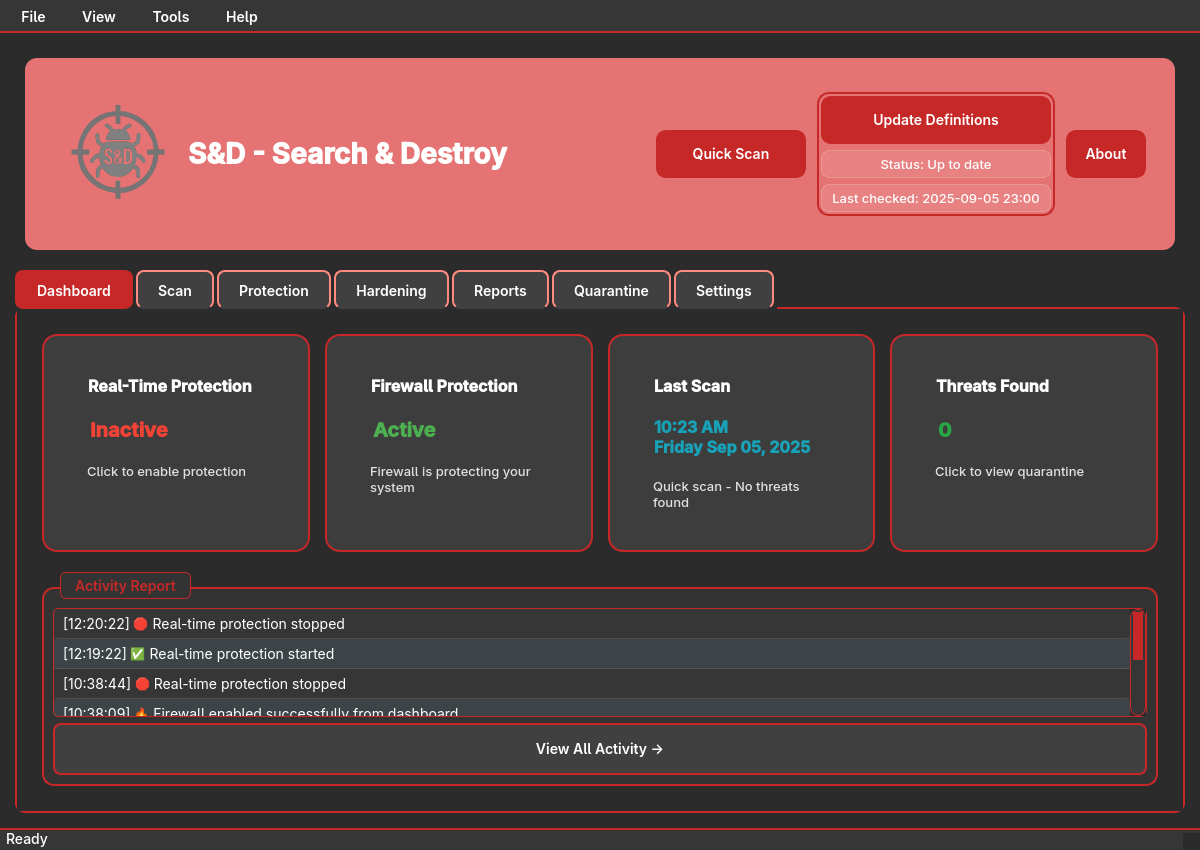 File View Tools Help
S&D
S&D - Search & Destroy
Quick Scan
Update Definitions
Status: Up to date
Last checked: 2025-09-05 23:00
About
Dashboard Scan Protection Hardening Reports Quarantine Settings
Real-Time Protection
Inactive
Click to enable protection
Firewall Protection
Active
Firewall is protecting your
system
Last Scan
10:23 AM
Friday Sep 05, 2025
Quick scan - No threats
found
Threats Found
0
Click to view quarantine
Activity Report
[12:20:22] 🛑 Real-time protection stopped
[12:19:22] ✅ Real-time protection started
[10:38:44] 🛑 Real-time protection stopped
[10:38:09] 🔥 Firewall enabled successfully from dashboard
View All Activity →
Ready